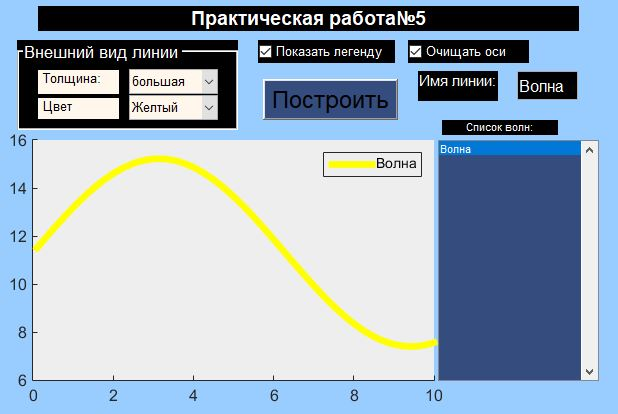 Практическая работа№5
Внешний вид линии
Показать легенду
Очищать оси
Толщина:
большая
Имя линии:
Волна
Цвет
Желтый
Построить
Список волн:
16
Волна
Волна
14
12
10
8
6
0 2 4 6 8 10